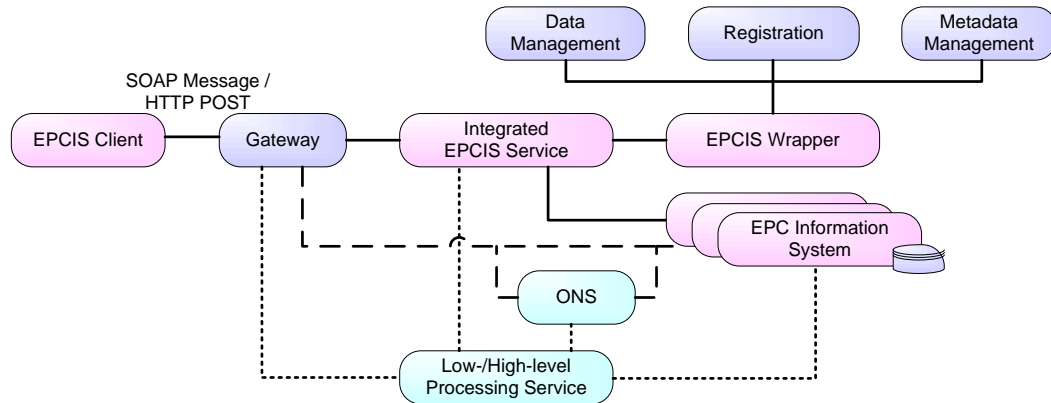 Data
Management
Registration
Metadata
Management
SOAP Message /
HTTP POST
EPCIS Client
Gateway
Integrated
EPCIS Service
EPCIS Wrapper
EPC Information
System
ONS
Low-/High-level
Processing Service